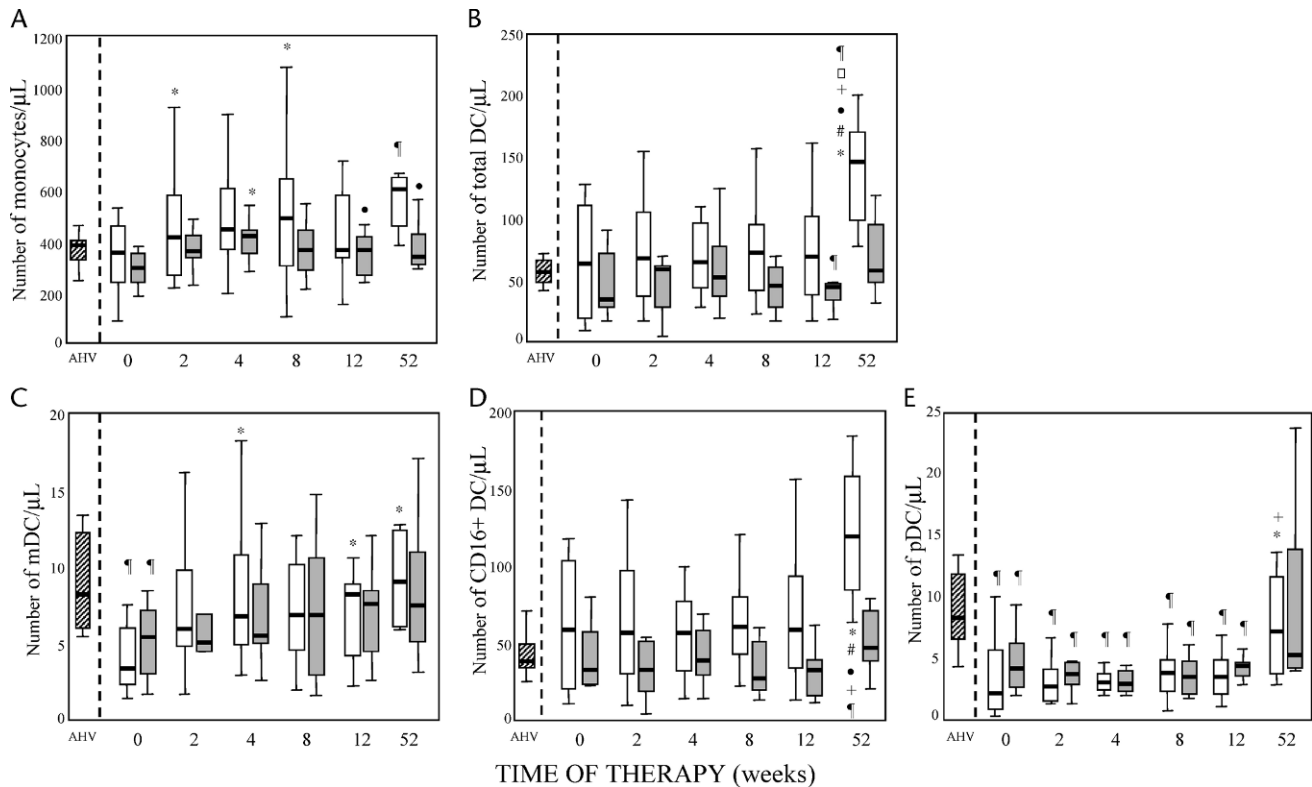 A
Number of monocytes/µL
1200
1000
800
600
400
200
0
* * * • ¶ •
AHV 0 2 4 8 12 52
B
Number of total DC/µL
250
200
150
100
50
0
¶
¶
□
+
•
#
*
AHV 0 2 4 8 12 52
C
Number of mDC/µL
20
15
10
5
0
¶ ¶ * * *
AHV 0 2 4 8 12 52
D
Number of CD16+ DC/µL
200
150
100
50
0
*
#
•
+
¶
AHV 0 2 4 8 12 52
E
Number of pDC/µL
25
20
15
10
5
0
¶ ¶ ¶ ¶ ¶ ¶ ¶ ¶ ¶ ¶
+
*
AHV 0 2 4 8 12 52
TIME OF THERAPY (weeks)